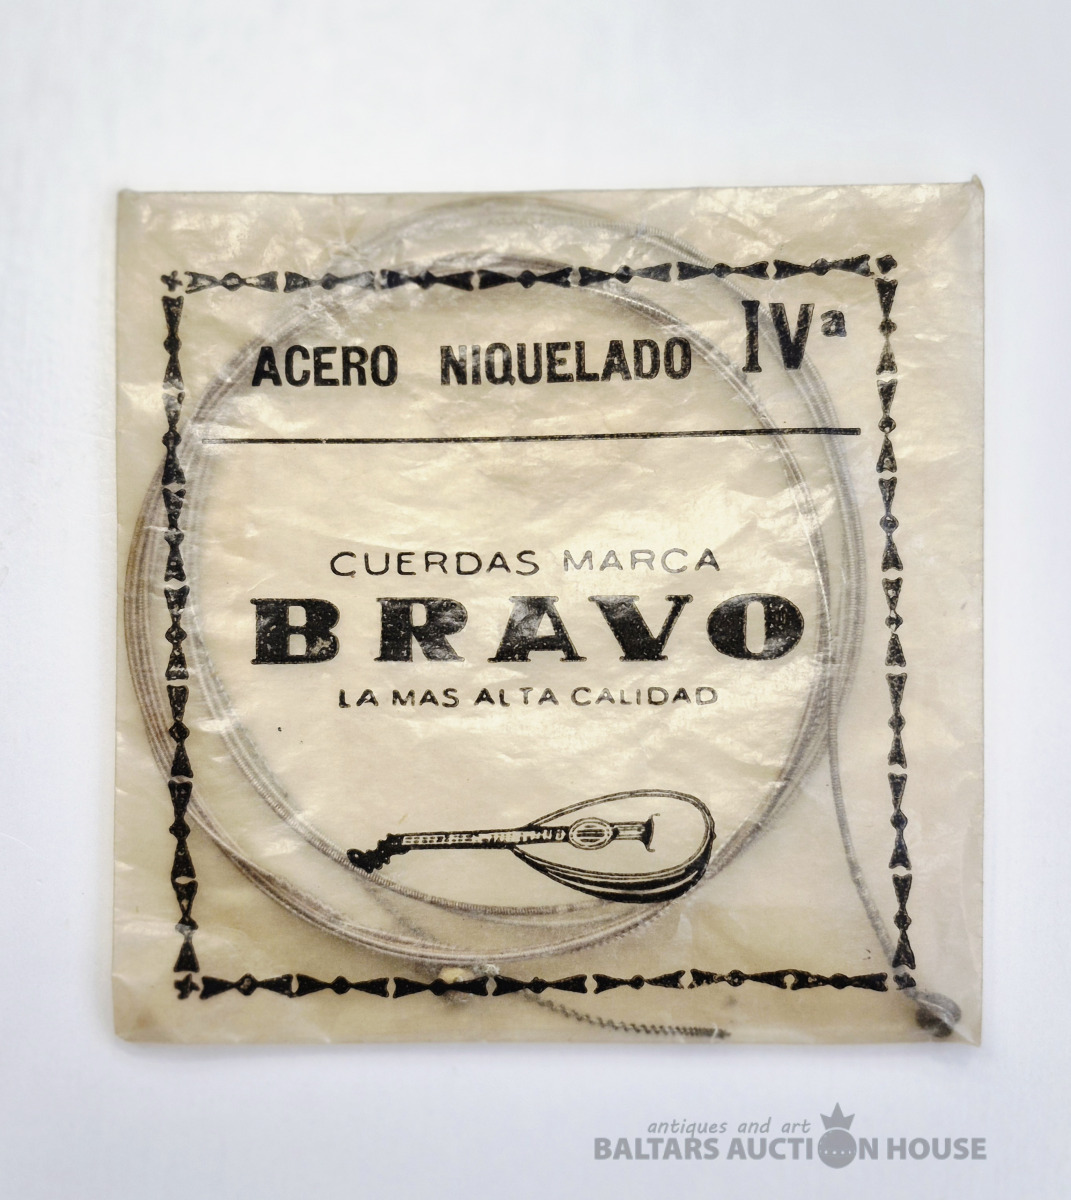 ACERO NIQUELADO IVª
CUERDAS MARCA
BRAVO
LA MAS ALTA CALIDAD
antiques and art
BALTARS AUCTION HOUSE